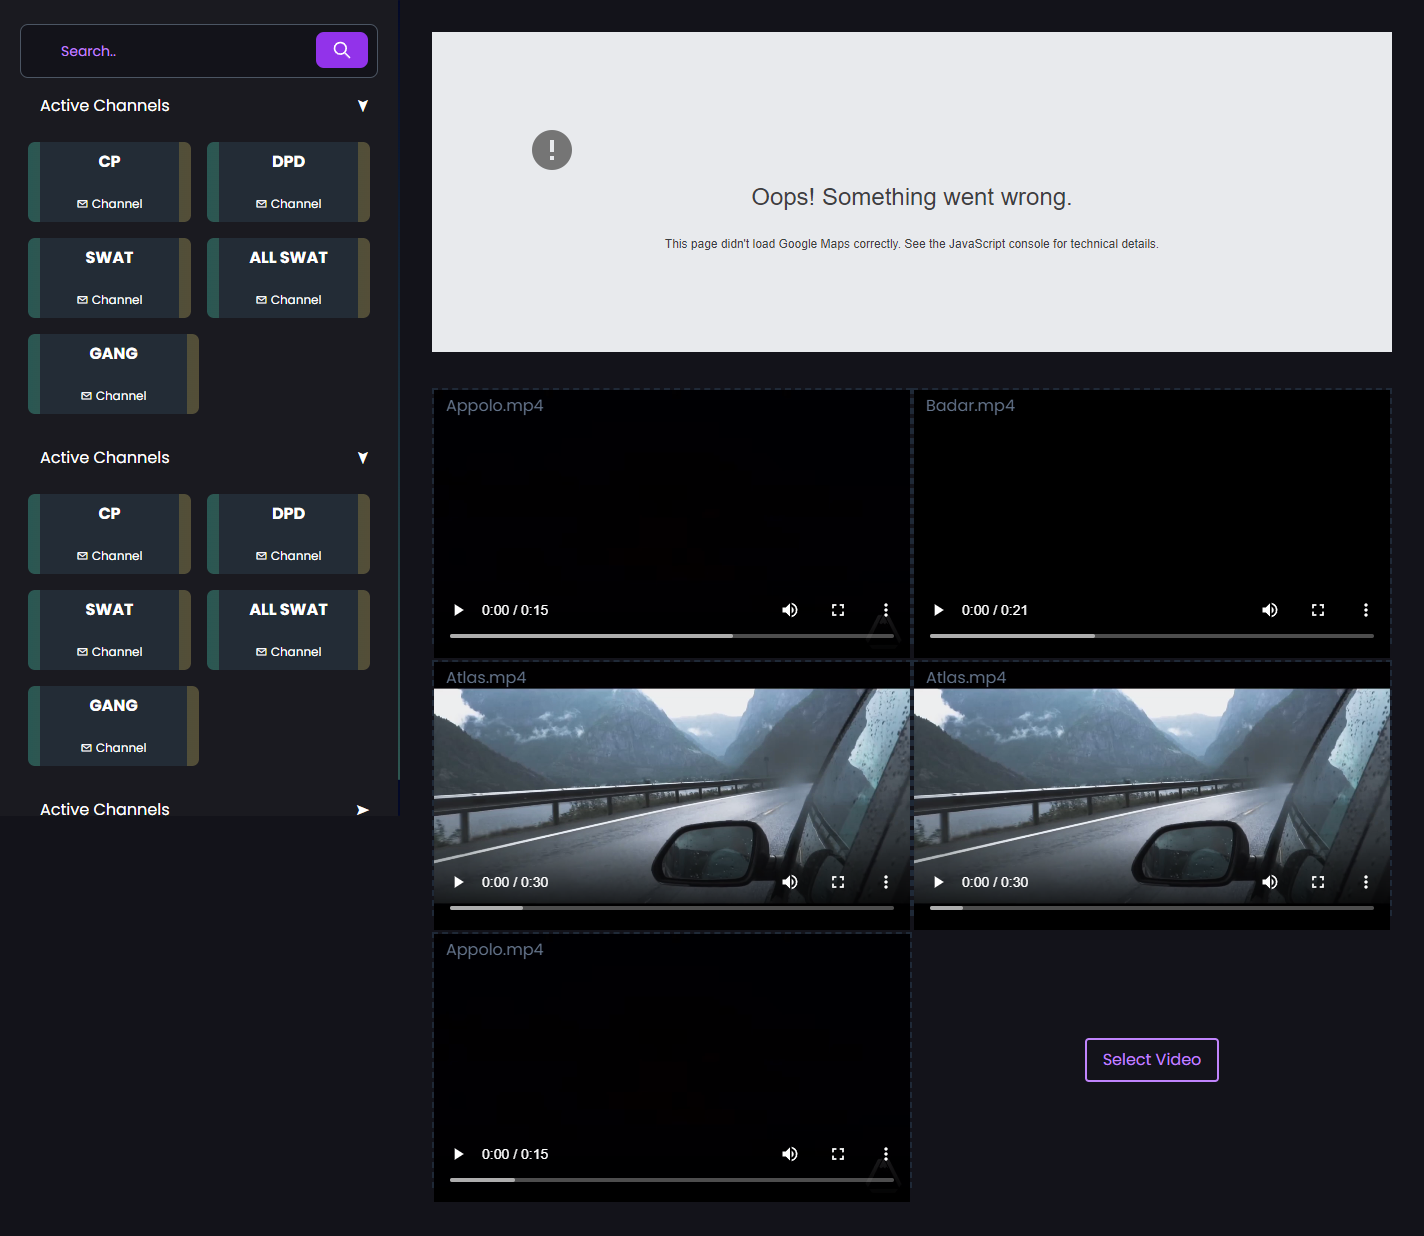 Search..
Active Channels
CP
DPD
Channel
Channel
SWAT
ALL SWAT
Channel
Channel
GANG
Channel
Active Channels
CP
DPD
Channel
Channel
SWAT
ALL SWAT
Channel
Channel
GANG
Channel
Active Channels
Oops! Something went wrong.
This page didn't load Google Maps correctly. See the JavaScript console for technical details.
Appolo.mp4
Badar.mp4
0:00 / 0:15
0:00 / 0:21
Atlas.mp4
Atlas.mp4
0:00 / 0:30
0:00 / 0:30
Appolo.mp4
Select Video
0:00 / 0:15